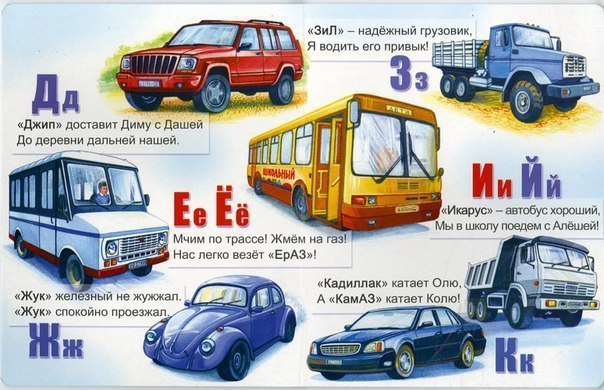 Дд
«Джип» доставит Диму с Дашей
До деревни дальней нашей.
«ЗиЛ» – надёжный грузовик,
Я водить его привык!
Зз
ДЕТИ
ШКОЛЬНЫЙ
Ее Ёё
Мчим по трассе! Жмём на газ!
Нас легко везёт «ЕрАЗ»!
Ии Йй
«Икарус» – автобус хороший,
Мы в школу поедем с Алёшей!
«Жук» железный не жужжал.
«Жук» спокойно проезжал.
Жж
«Кадиллак» катает Олю,
А «КамАЗ» катает Колю!
Кк